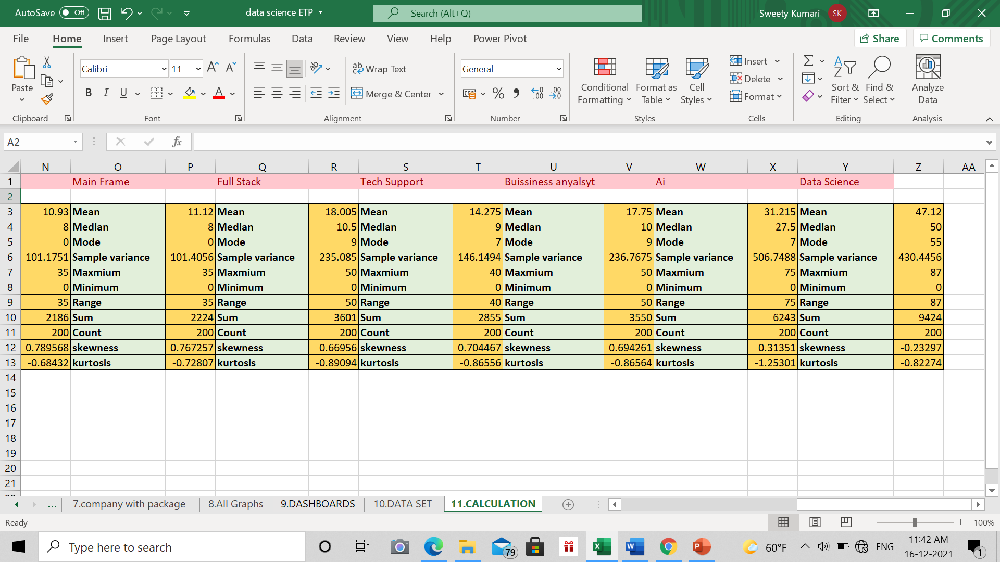 AutoSave Off data science ETP Search (Alt+Q) Sweety Kumari SK
File Home Insert Page Layout Formulas Data Review View Help Power Pivot Share Comments
Calibri 11 ab Wrap Text General Insert
Paste Conditional Format as Cell Delete Sort & Find & Analyze
B I U A Merge & Center % Formatting Table Styles Format Filter Select Data
Clipboard Font Alignment Number Styles Cells Editing Analysis
A2 fx
N O P Q R S T U V W X Y Z AA
1 Main Frame Full Stack Tech Support Buissiness anyalsyt Ai Data Science
2
3 10.93 Mean 11.12 Mean 18.005 Mean 14.275 Mean 17.75 Mean 31.215 Mean 47.12
4 8 Median 8 Median 10.5 Median 9 Median 10 Median 27.5 Median 50
5 0 Mode 0 Mode 9 Mode 7 Mode 9 Mode 7 Mode 55
6 101.1751 Sample variance 101.4056 Sample variance 235.085 Sample variance 146.1494 Sample variance 236.7675 Sample variance 506.7488 Sample variance 430.4456
7 35 Maxmium 35 Maxmium 50 Maxmium 40 Maxmium 50 Maxmium 75 Maxmium 87
8 0 Minimum 0 Minimum 0 Minimum 0 Minimum 0 Minimum 0 Minimum 0
9 35 Range 35 Range 50 Range 40 Range 50 Range 75 Range 87
10 2186 Sum 2224 Sum 3601 Sum 2855 Sum 3550 Sum 6243 Sum 9424
11 200 Count 200 Count 200 Count 200 Count 200 Count 200 Count 200
12 0.789568 skewness 0.767257 skewness 0.66956 skewness 0.704467 skewness 0.694261 skewness 0.31351 skewness -0.23297
13 -0.68432 kurtosis -0.72807 kurtosis -0.89094 kurtosis -0.86556 kurtosis -0.86564 kurtosis -1.25301 kurtosis -0.82274
14
15
16
17
18
19
20
21
... 7.company with package 8.All Graphs 9.DASHBOARDS 10.DATA SET 11.CALCULATION
Ready 100%
Type here to search 79 60°F ENG 11:42 AM
16-12-2021 1